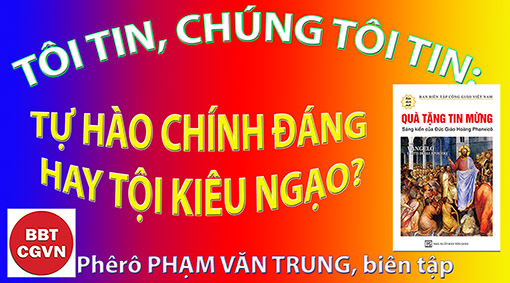 TÔI TIN, CHÚNG TÔI TIN:
TỰ HÀO CHÍNH ĐÁNG
HAY TỘI KIÊU NGẠO?
BAN BIÊN TẬP CÔNG GIÁO VIỆT NAM
QUÀ TẶNG TIN MỪNG
Sáng kiến của Đức Giáo Hoàng Phanxicô
BBT
CGVN
Phêrô PHẠM VĂN TRUNG, biên tập